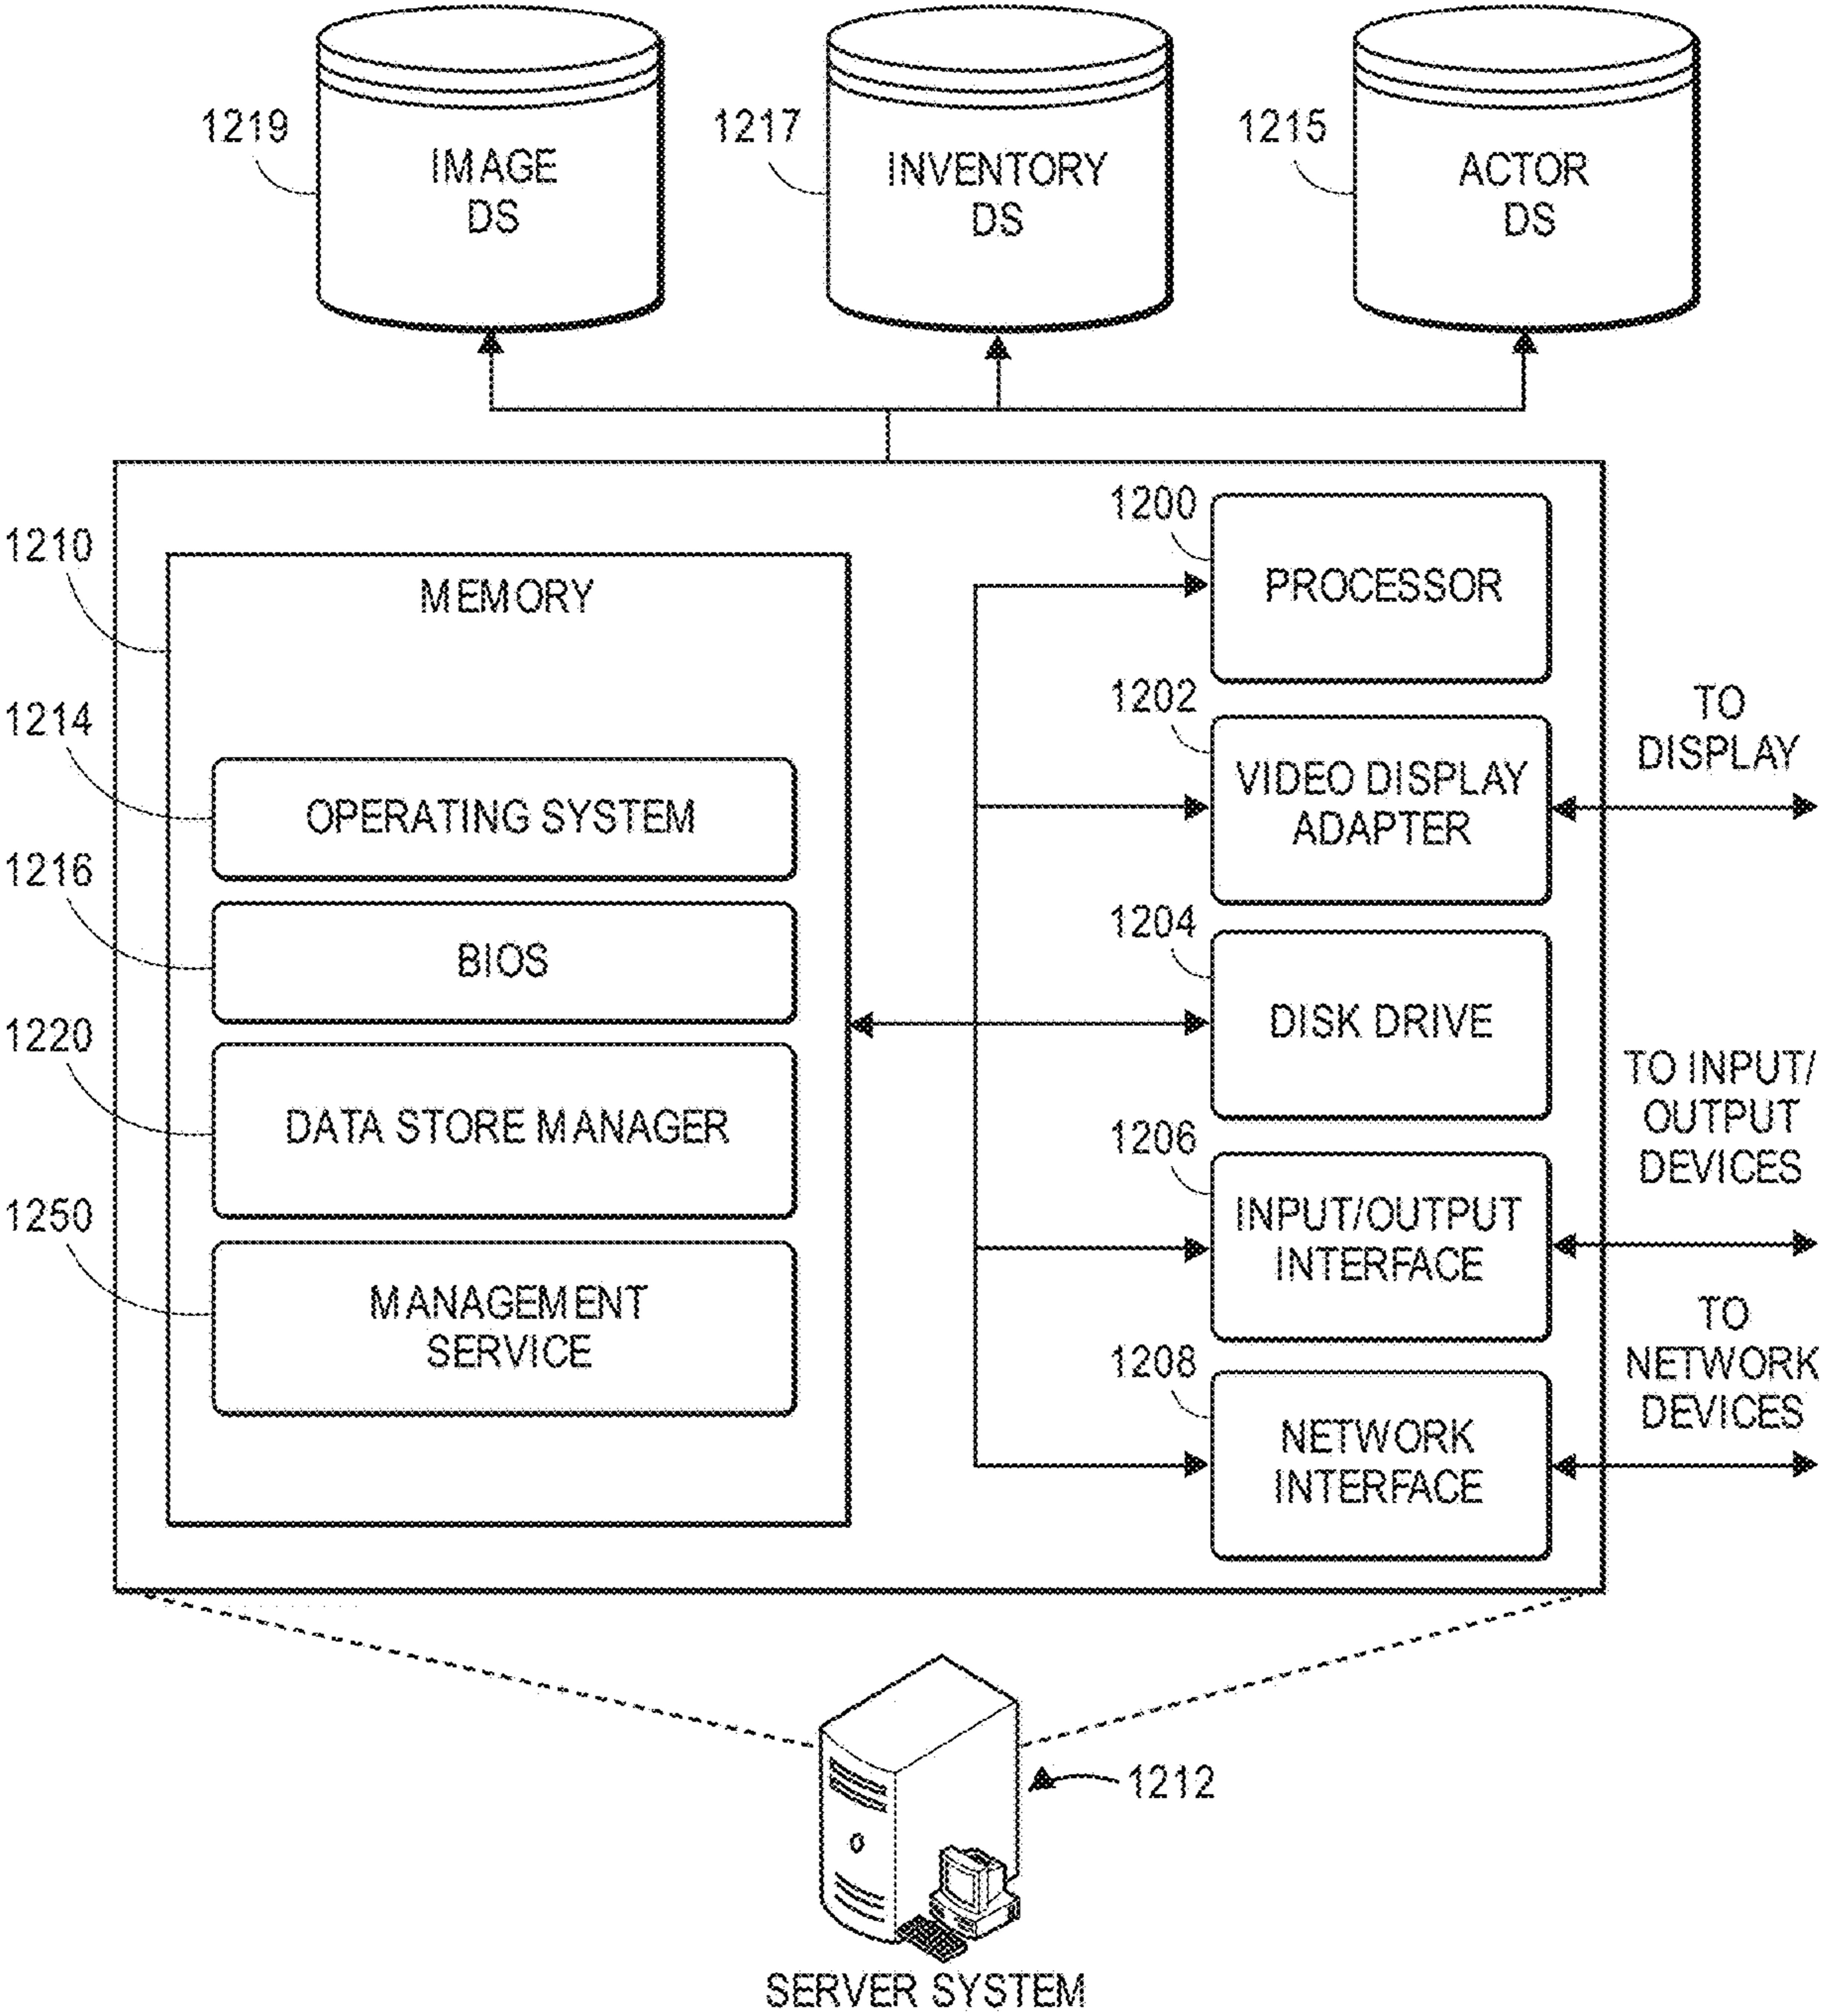 1219
IMAGE
DS
1217
INVENTORY
DS
1215
ACTOR
DS
1210
MEMORY
1214
OPERATING SYSTEM
1216
BIOS
1220
DATA STORE MANAGER
1250
MANAGEMENT
SERVICE
1200
PROCESSOR
1202
VIDEO DISPLAY
ADAPTER
TO
DISPLAY
1204
DISK DRIVE
1206
INPUT/OUTPUT
INTERFACE
TO INPUT/
OUTPUT
DEVICES
1208
NETWORK
INTERFACE
TO
NETWORK
DEVICES
1212
SERVER SYSTEM